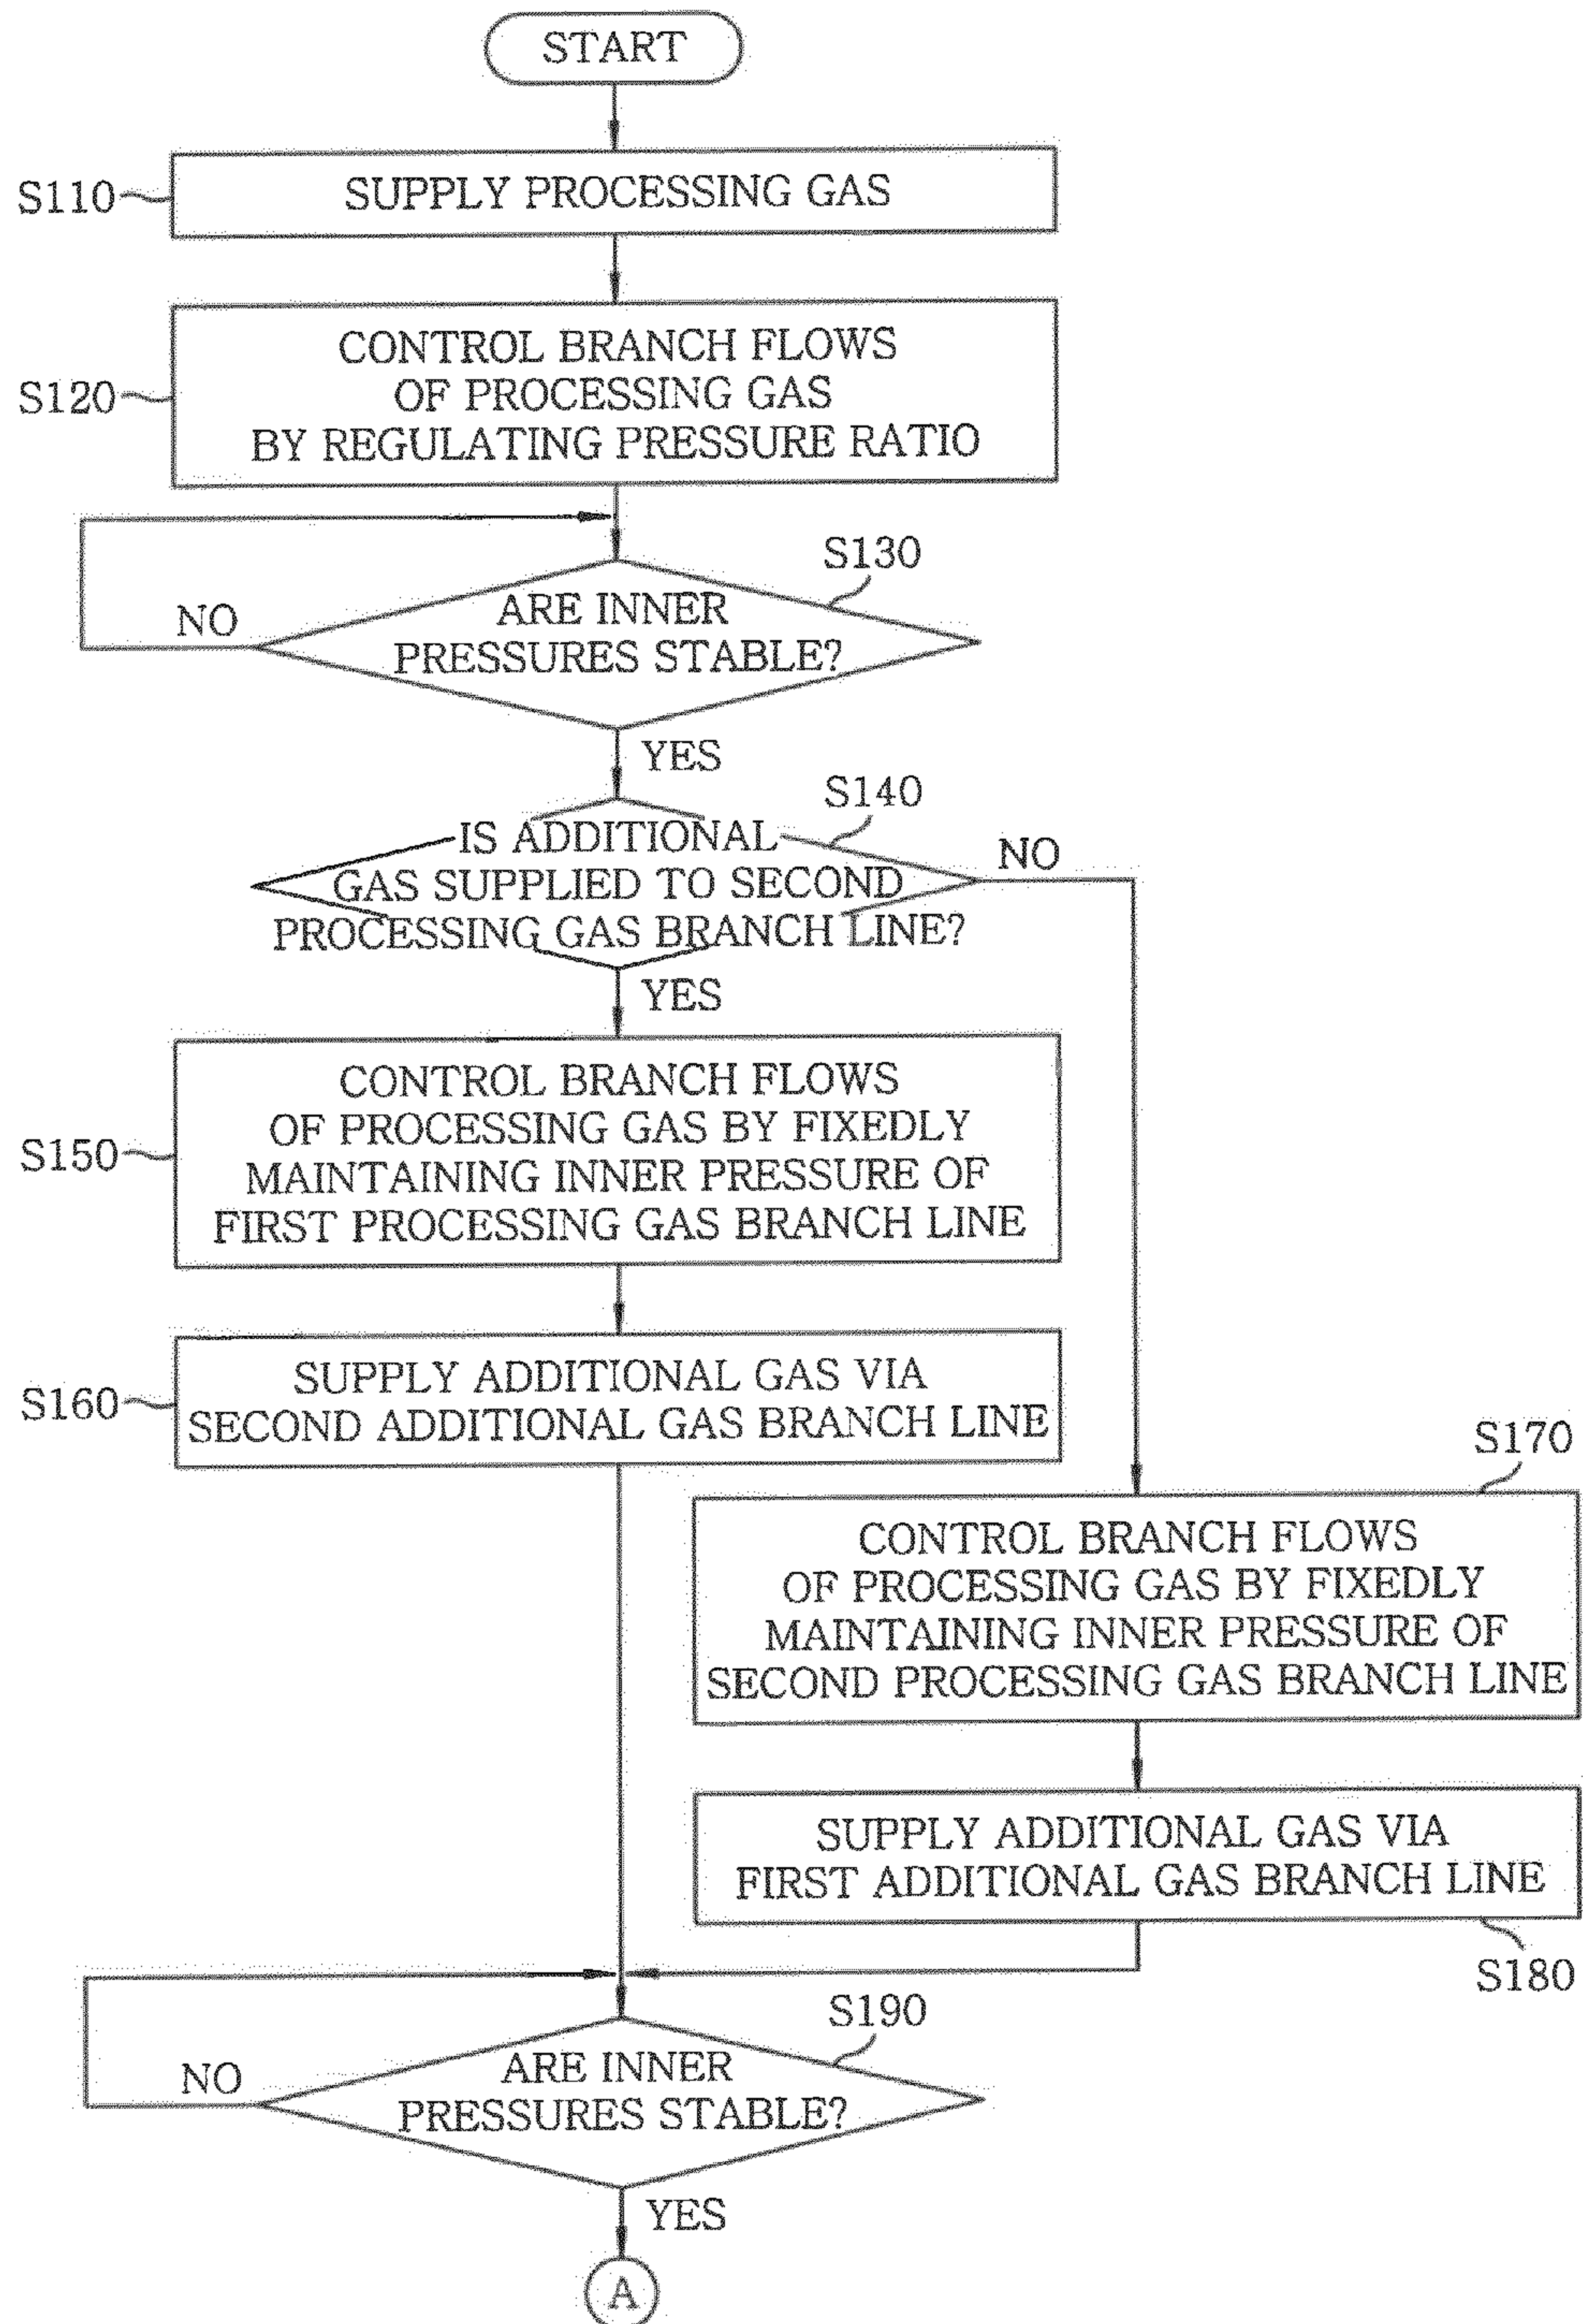 START
S110
SUPPLY PROCESSING GAS
S120
CONTROL BRANCH FLOWS
OF PROCESSING GAS
BY REGULATING PRESSURE RATIO
S130
NO
ARE INNER
PRESSURES STABLE?
YES
S140
IS ADDITIONAL
GAS SUPPLIED TO SECOND
PROCESSING GAS BRANCH LINE?
NO
YES
S150
CONTROL BRANCH FLOWS
OF PROCESSING GAS BY FIXEDLY
MAINTAINING INNER PRESSURE OF
FIRST PROCESSING GAS BRANCH LINE
S160
SUPPLY ADDITIONAL GAS VIA
SECOND ADDITIONAL GAS BRANCH LINE
S170
CONTROL BRANCH FLOWS
OF PROCESSING GAS BY FIXEDLY
MAINTAINING INNER PRESSURE OF
SECOND PROCESSING GAS BRANCH LINE
SUPPLY ADDITIONAL GAS VIA
FIRST ADDITIONAL GAS BRANCH LINE
S180
S190
NO
ARE INNER
PRESSURES STABLE?
YES
A